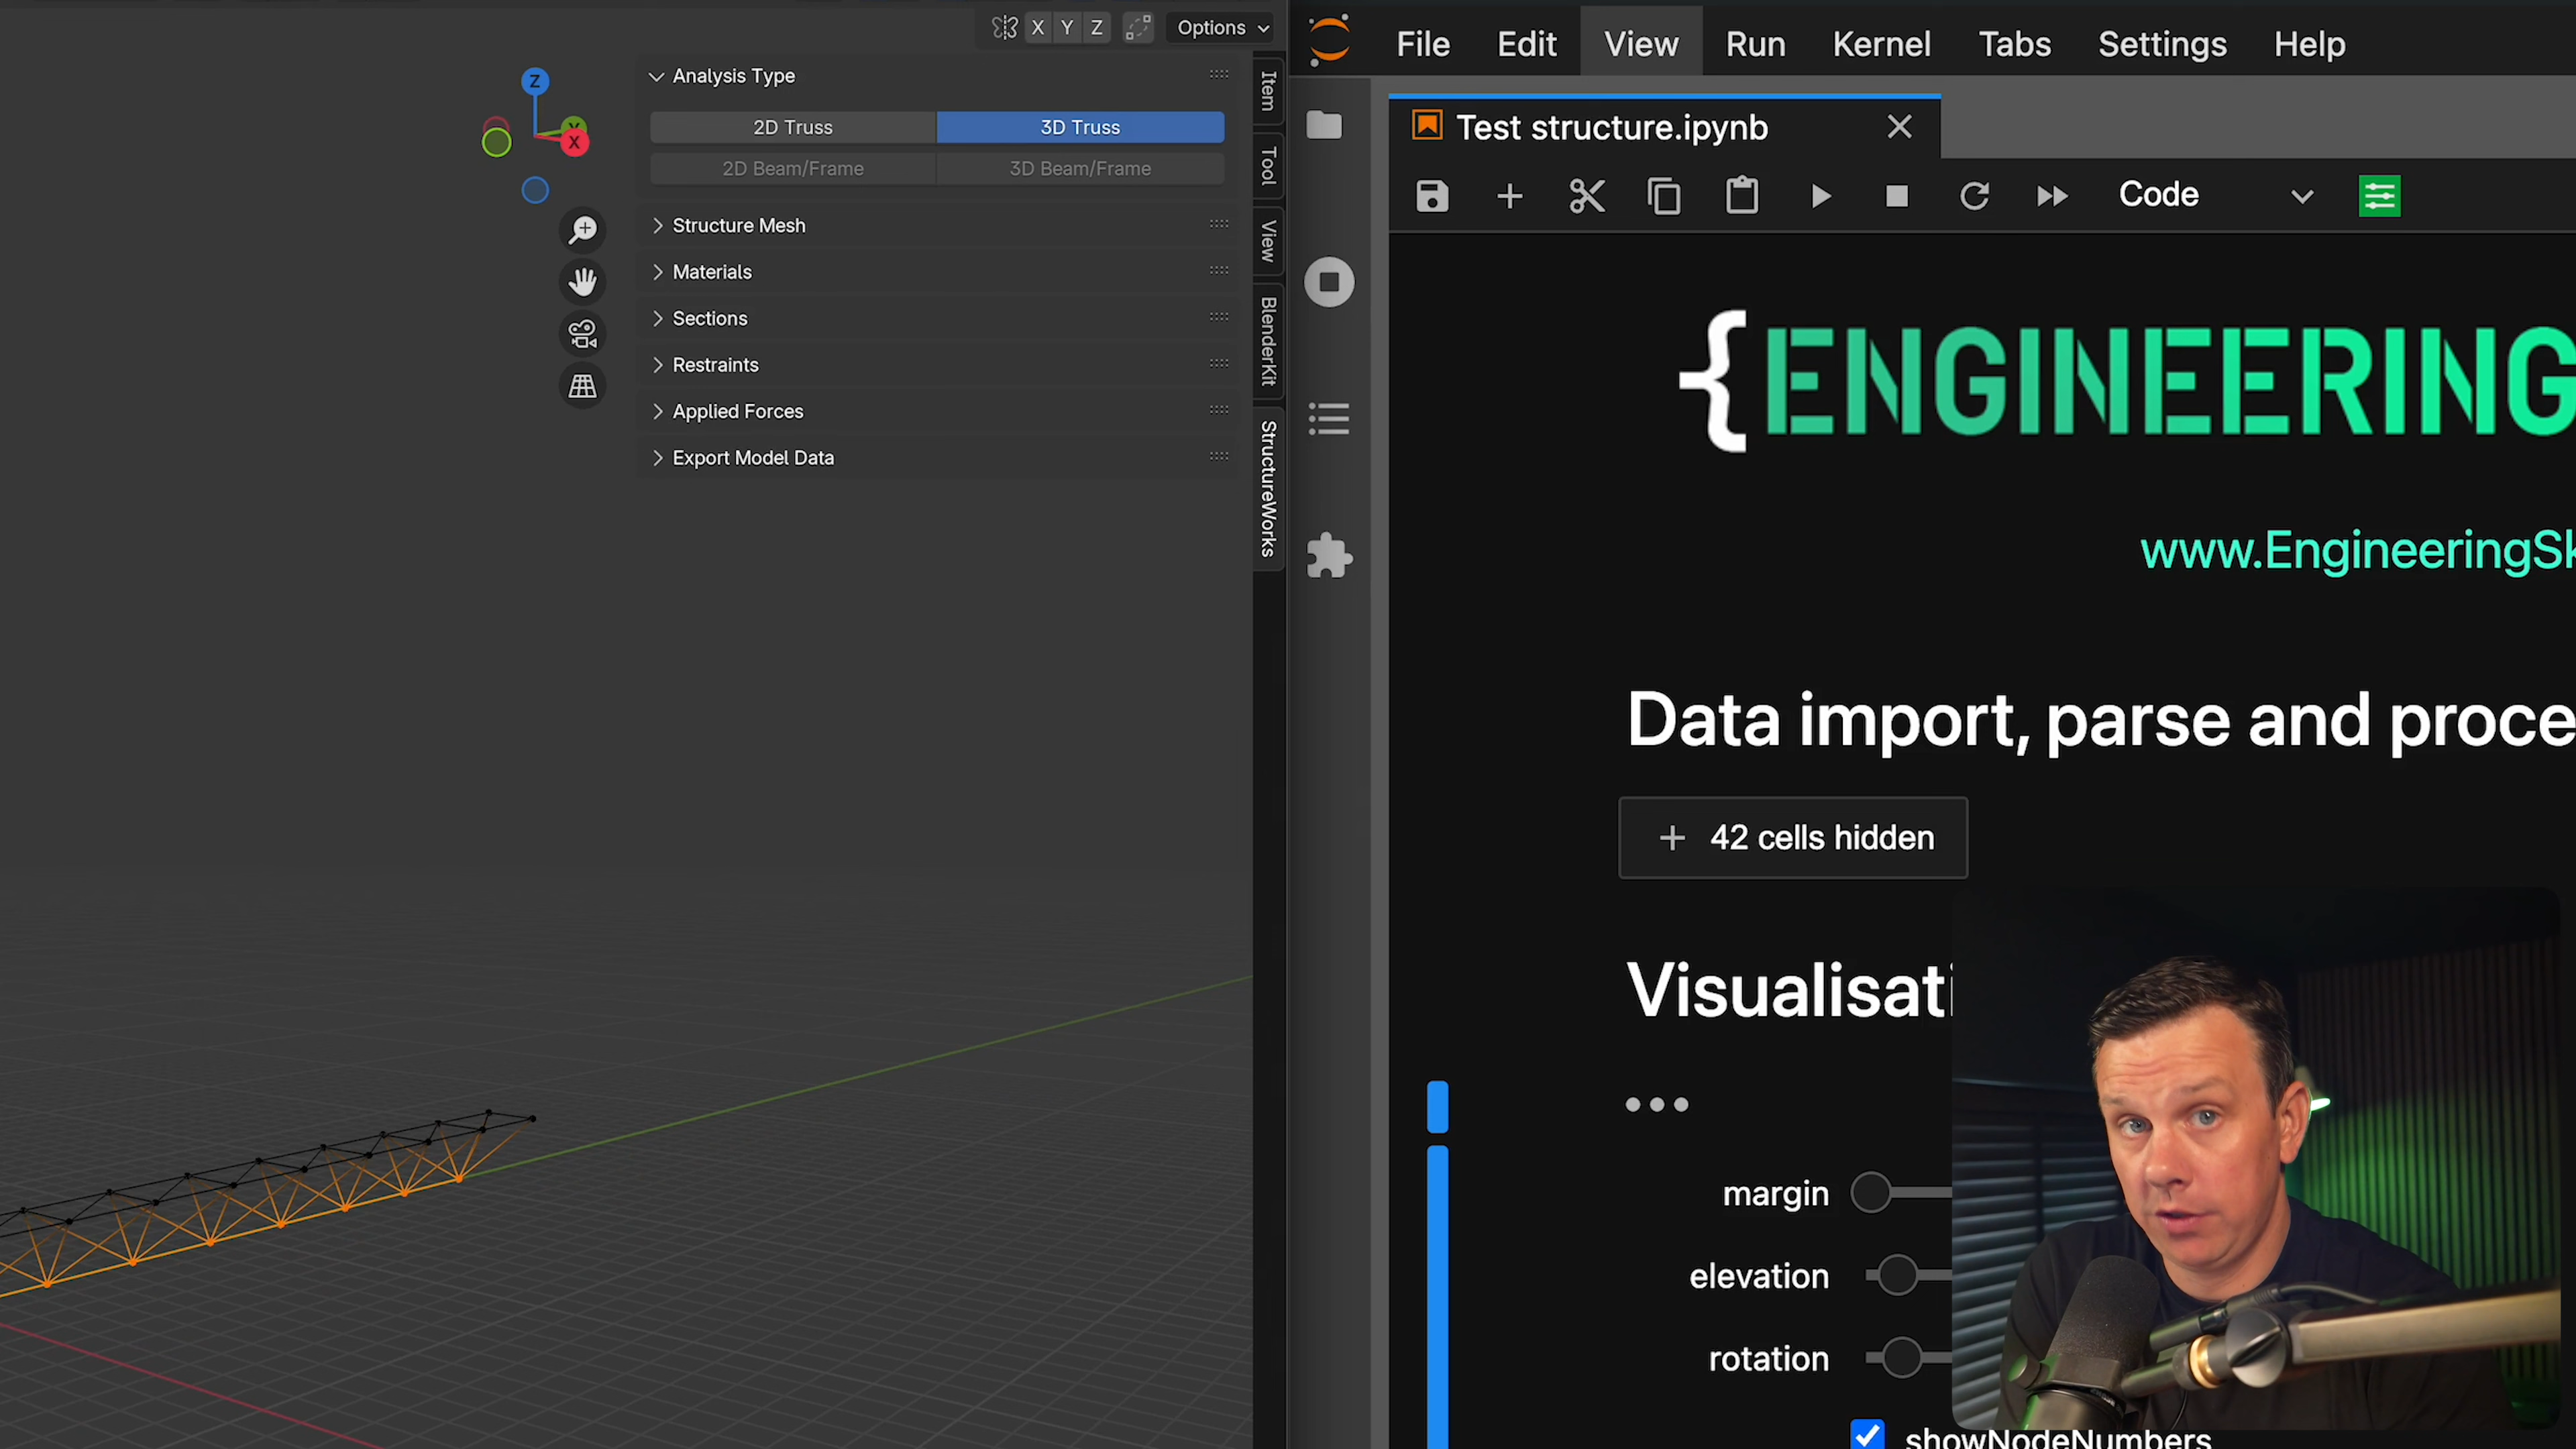 X Y Z Options
Z
Y
X
Analysis Type
2D Truss
3D Truss
2D Beam/Frame
3D Beam/Frame
Structure Mesh
Materials
Sections
Restraints
Applied Forces
Export Model Data
Item
Tool
View
BlenderKit
StructureWorks
File Edit View Run Kernel Tabs Settings Help
Test structure.ipynb
Code
{ENGINEERING
www.EngineeringSk
Data import, parse and proce
+ 42 cells hidden
Visualisati
margin
elevation
rotation
showNodeNumbers